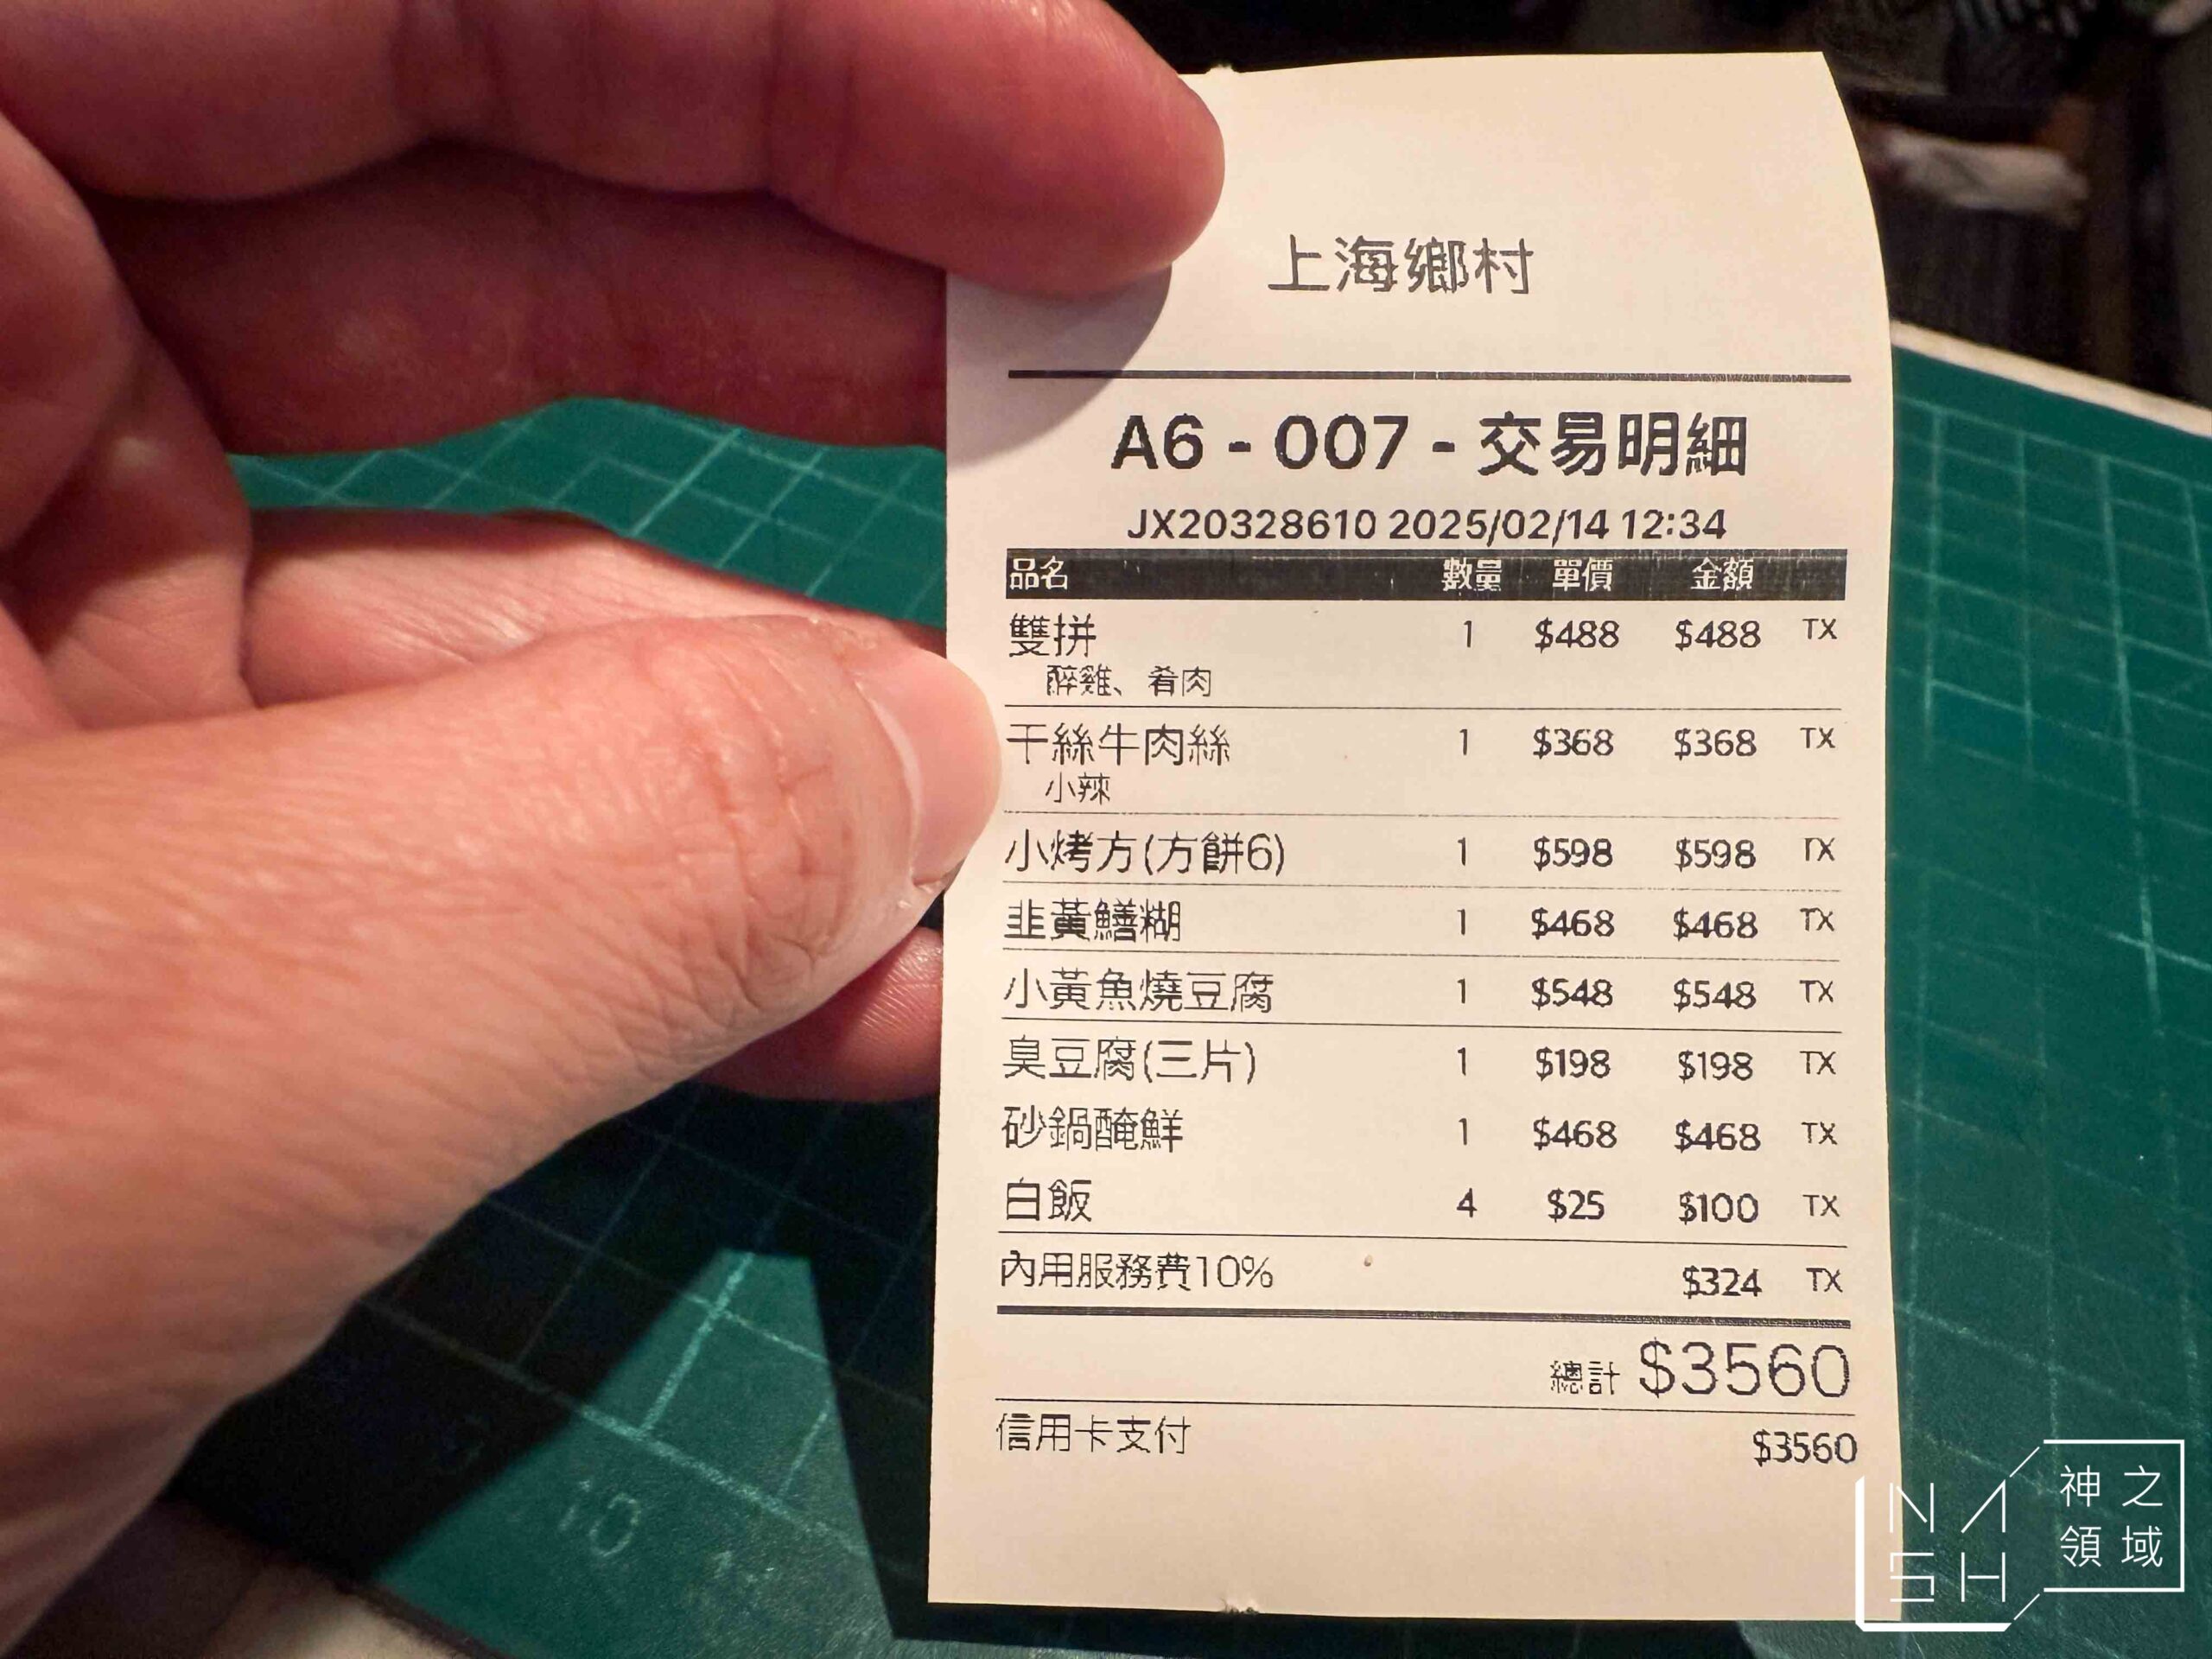 上海鄉村
A6 - 007 - 交易明細
JX20328610 2025/02/14 12:34
品名 數量 單價 金額
雙拼 1 $488 $488 TX
醉雞、肴肉
干絲牛肉絲 1 $368 $368 TX
小辣
小烤方(方餅6) 1 $598 $598 TX
韭黃鱔糊 1 $468 $468 TX
小黃魚燒豆腐 1 $548 $548 TX
臭豆腐(三片) 1 $198 $198 TX
砂鍋醃鮮 1 $468 $468 TX
白飯 4 $25 $100 TX
內用服務費10% $324 TX
總計 $3560
信用卡支付 $3560
10
NASH 神之領域